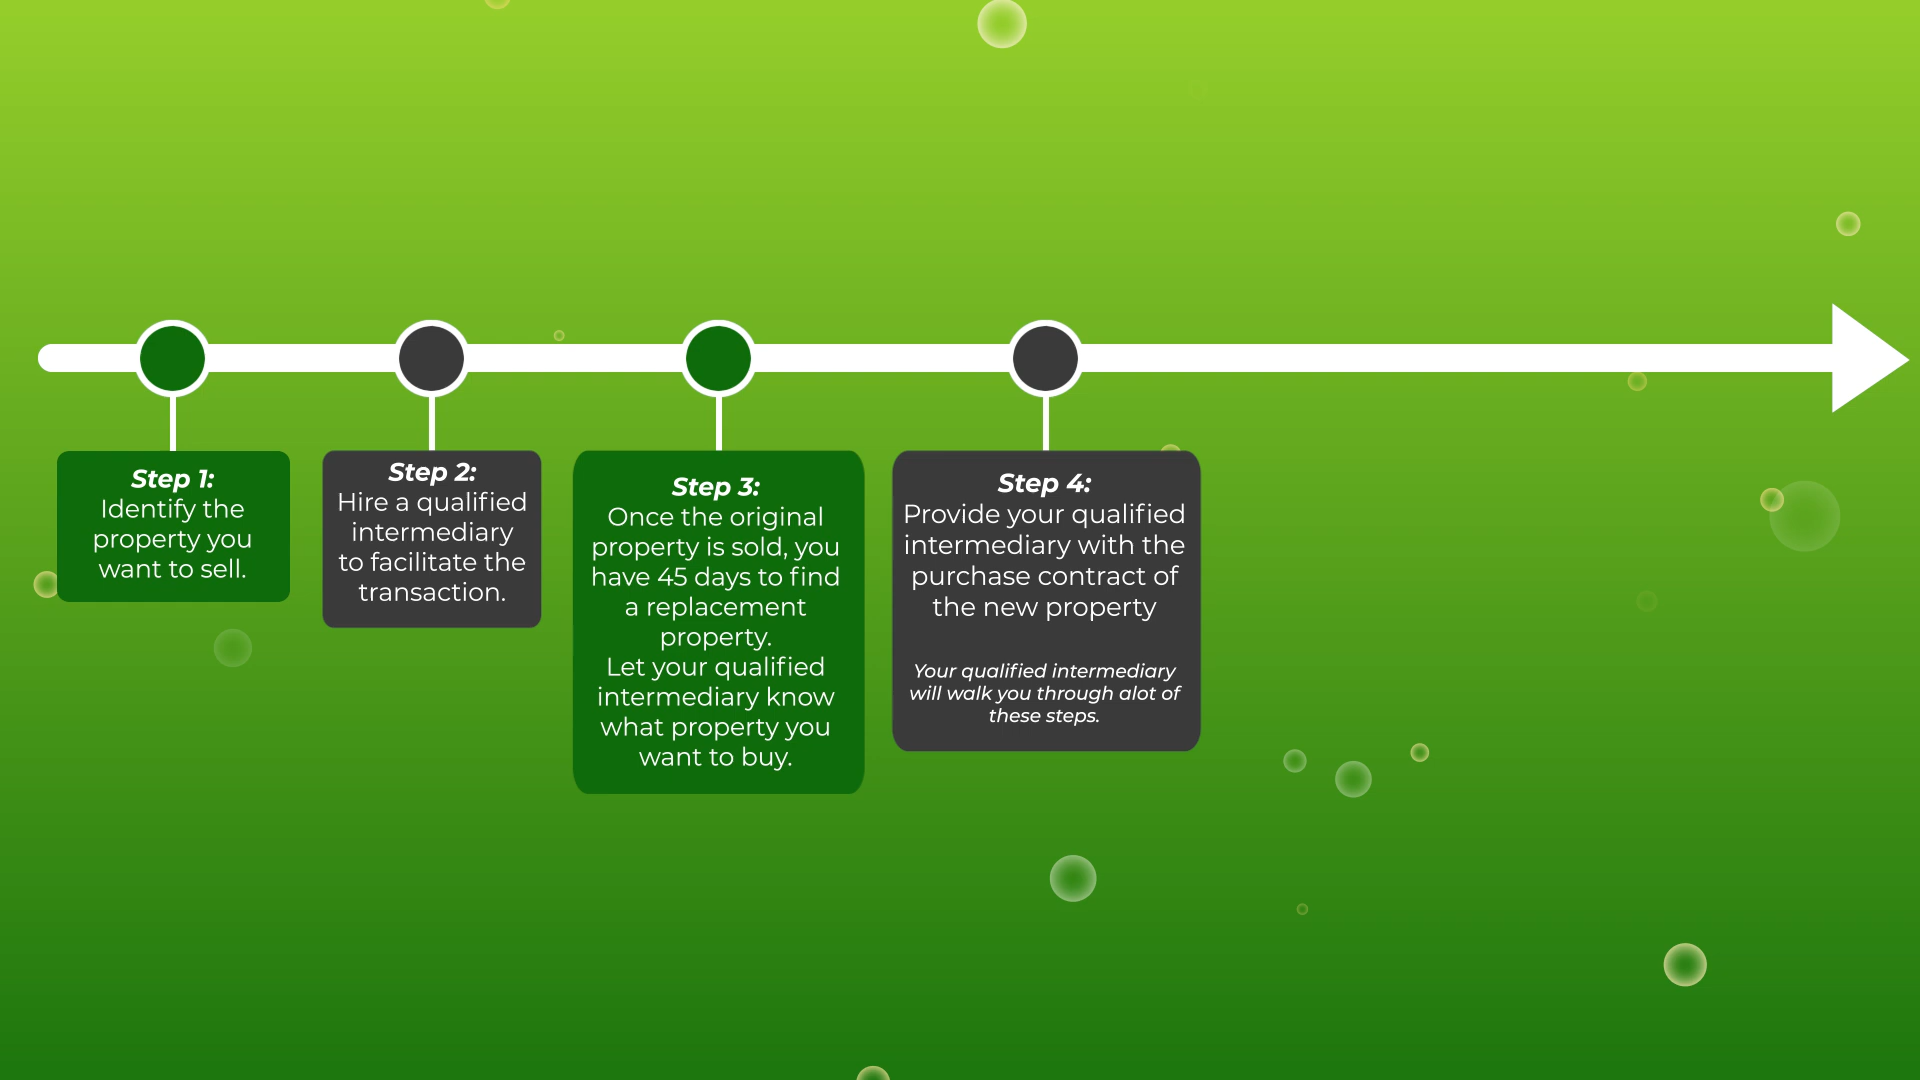 Step 1:
Identify the
property you
want to sell.
Step 2:
Hire a qualified
intermediary
to facilitate the
transaction.
Step 3:
Once the original
property is sold, you
have 45 days to find
a replacement
property.
Let your qualified
intermediary know
what property you
want to buy.
Step 4:
Provide your qualified
intermediary with the
purchase contract of
the new property
Your qualified intermediary
will walk you through alot of
these steps.